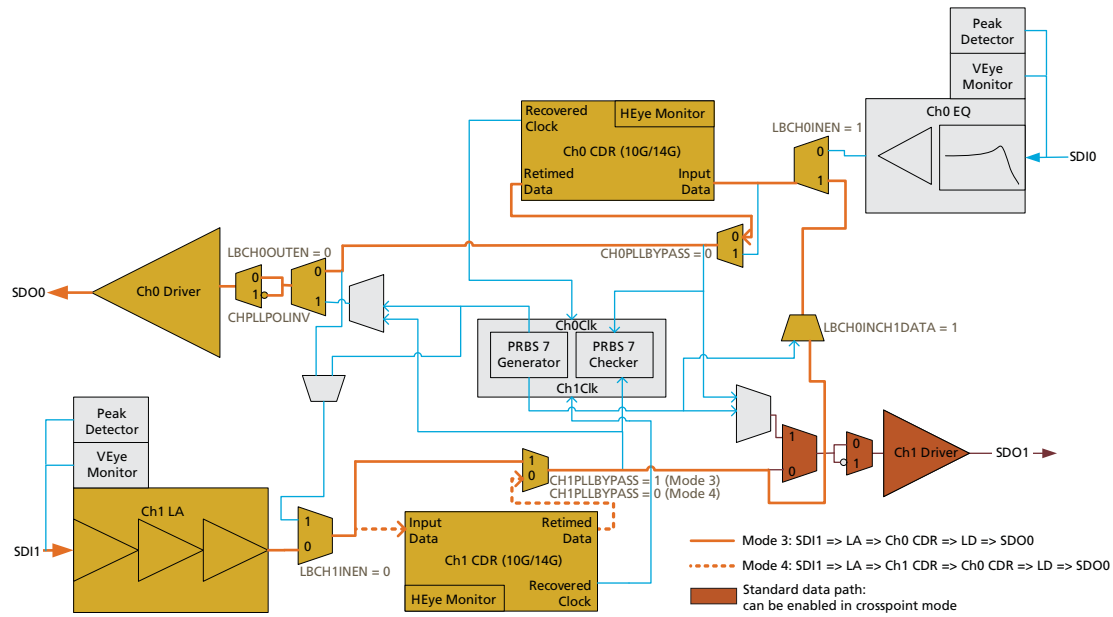 Peak
Detector
VEye
Monitor
Ch0 EQ
SDI0
LBCH0INEN = 1
0
1
Recovered
Clock
HEye Monitor
Ch0 CDR (10G/14G)
Retimed
Data
Input
Data
0
1
CH0PLLBYPASS = 0
LBCH0OUTEN = 0
0
1
0
1
CHPLLPOLINV
Ch0 Driver
SDO0
Ch0Clk
PRBS 7
Generator
PRBS 7
Checker
Ch1Clk
LBCH0INCH1DATA = 1
Peak
Detector
VEye
Monitor
Ch1 LA
SDI1
1
0
LBCH1INEN = 0
1
0
CH1PLLBYPASS = 1 (Mode 3)
CH1PLLBYPASS = 0 (Mode 4)
1
0
0
1
Ch1 Driver
SDO1
Input
Data
Retimed
Data
Ch1 CDR (10G/14G)
HEye Monitor
Recovered
Clock
Mode 3: SDI1 => LA => Ch0 CDR => LD => SDO0
Mode 4: SDI1 => LA => Ch1 CDR => Ch0 CDR => LD => SDO0
Standard data path:
can be enabled in crosspoint mode